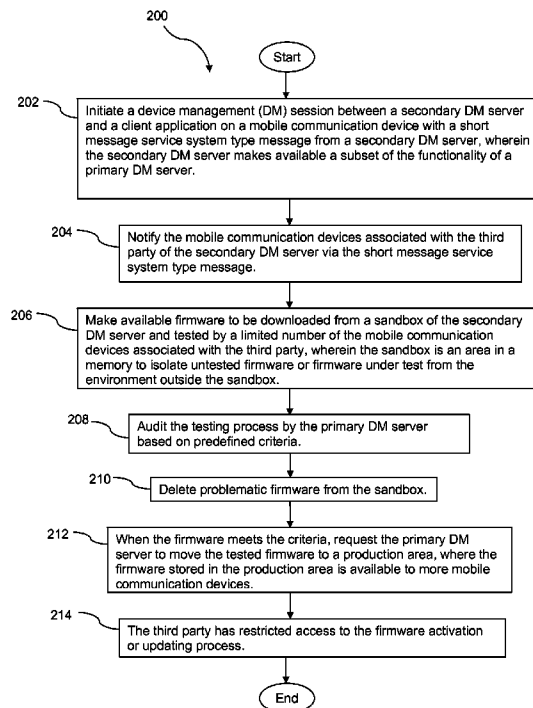 200
Start
202
Initiate a device management (DM) session between a secondary DM server
and a client application on a mobile communication device with a short
message service system type message from a secondary DM server, wherein
the secondary DM server makes available a subset of the functionality of a
primary DM server.
204
Notify the mobile communication devices associated with the third
party of the secondary DM server via the short message service
system type message.
206
Make available firmware to be downloaded from a sandbox of the secondary
DM server and tested by a limited number of the mobile communication
devices associated with the third party, wherein the sandbox is an area in a
memory to isolate untested firmware or firmware under test from the
environment outside the sandbox.
208
Audit the testing process by the primary DM server
based on predefined criteria.
210
Delete problematic firmware from the sandbox.
212
When the firmware meets the criteria, request the primary DM
server to move the tested firmware to a production area, where the
firmware stored in the production area is available to more mobile
communication devices.
214
The third party has restricted access to the firmware activation
or updating process.
End